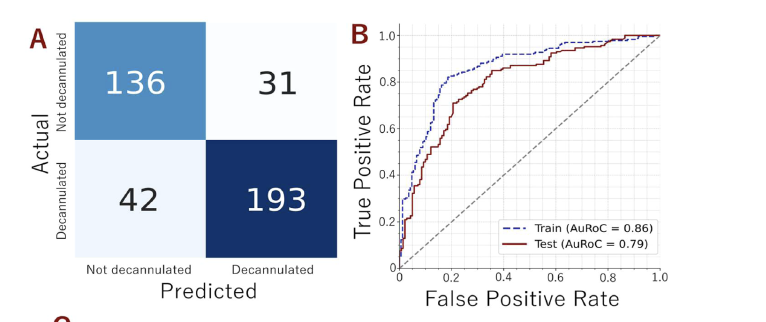 A
Actual
Not decannulated
Decannulated
136
31
42
193
Not decannulated
Decannulated
Predicted
B
True Positive Rate
1.0
0.8
0.6
0.4
0.2
0
Train (AuRoC = 0.86)
Test (AuRoC = 0.79)
0
0.2
0.4
0.6
0.8
1.0
False Positive Rate